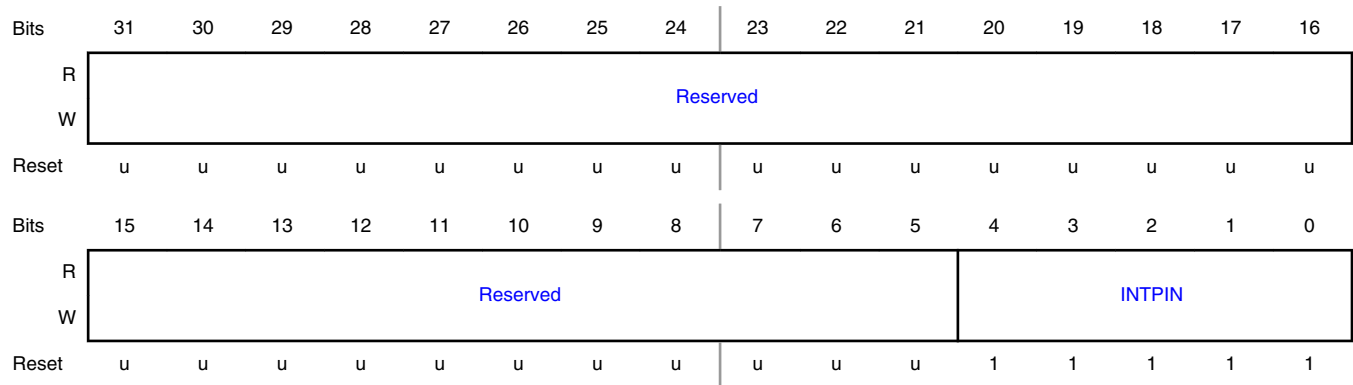 Bits 31 30 29 28 27 26 25 24 23 22 21 20 19 18 17 16
R
Reserved
W
Reset u u u u u u u u u u u u u u u u
Bits 15 14 13 12 11 10 9 8 7 6 5 4 3 2 1 0
R
Reserved INTPIN
W
Reset u u u u u u u u u u u 1 1 1 1 1